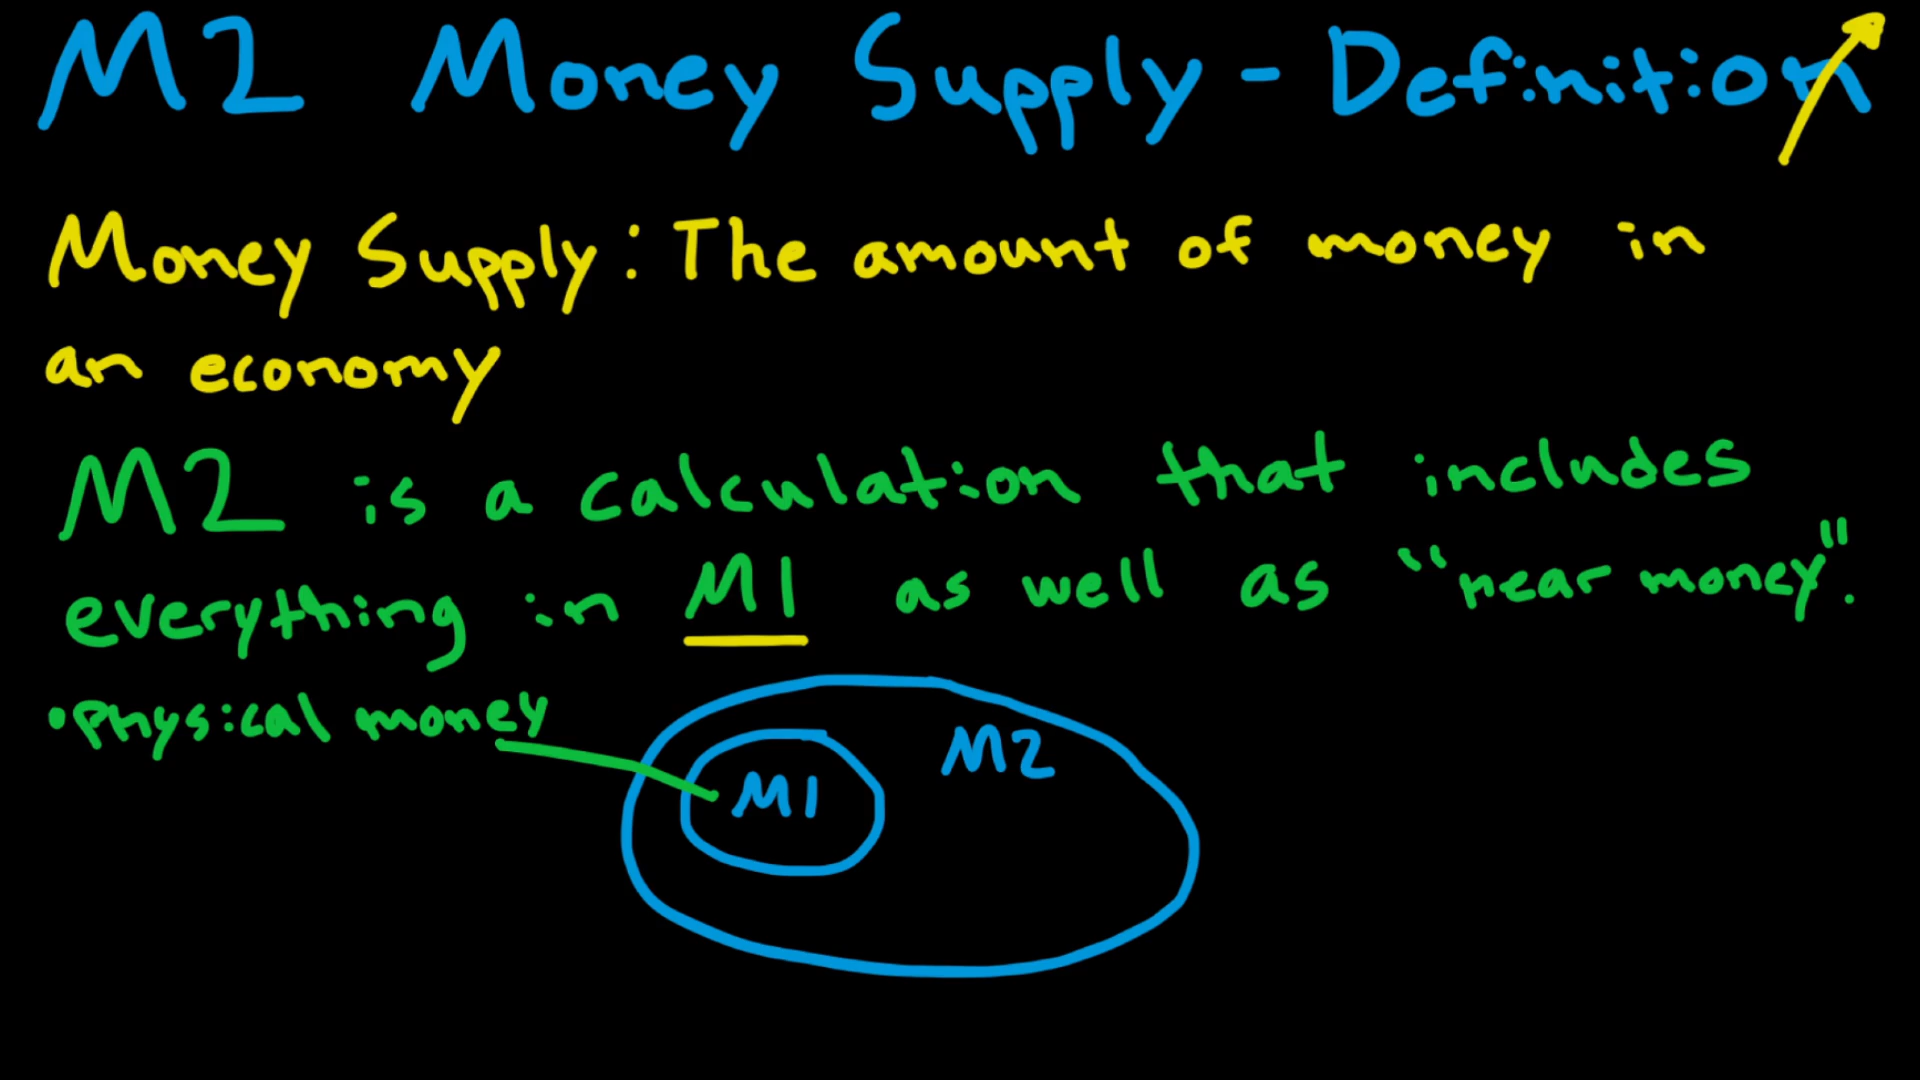 M2 Money Supply - Definition
Money Supply: The amount of money in
an economy
M2 is a calculation that includes
everything in M1 as well as "near money".
• Physical money
M2
M1